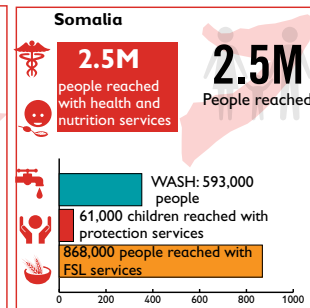 Somalia
2.5M
people reached
with health and
nutrition services
2.5M
People reached
WASH: 593,000
people
61,000 children reached with
protection services
868,000 people reached with
FSL services
0 200 400 600 800 1000